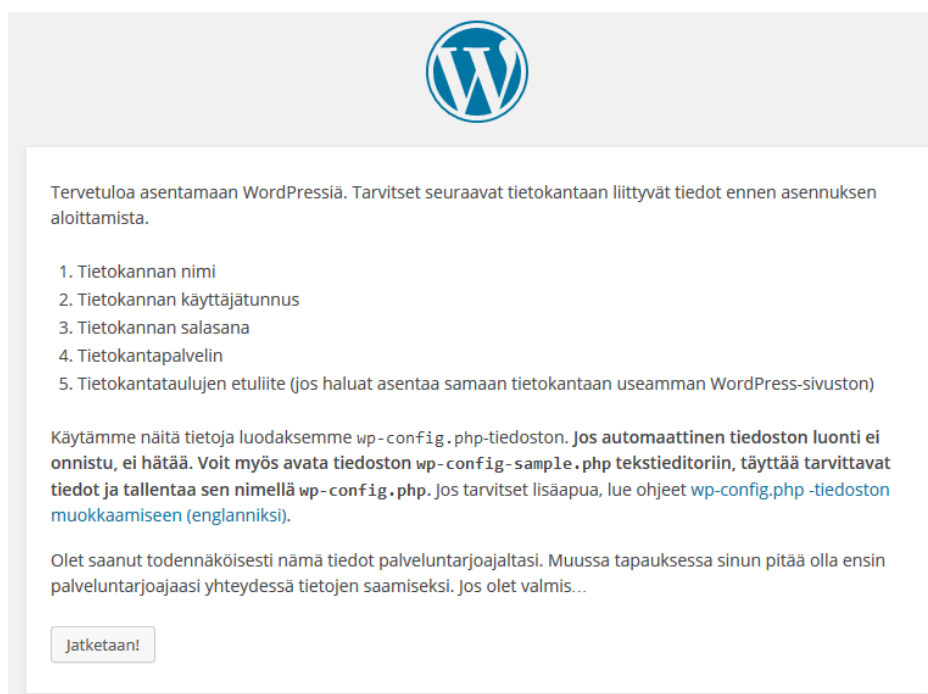 Tervetuloa asentamaan WordPressiä. Tarvitset seuraavat tietokantaan liittyvät tiedot ennen asennuksen
aloittamista.
1. Tietokannan nimi
2. Tietokannan käyttäjätunnus
3. Tietokannan salasana
4. Tietokantapalvelin
5. Tietokantataulujen etuliite (jos haluat asentaa samaan tietokantaan useamman WordPress-sivuston)
Käytämme näitä tietoja luodaksemme wp-config.php-tiedoston. Jos automaattinen tiedoston luonti ei
onnistu, ei hätää. Voit myös avata tiedoston wp-config-sample.php tekstieditoriin, täyttää tarvittavat
tiedot ja tallentaa sen nimellä wp-config.php. Jos tarvitset lisäapua, lue ohjeet wp-config.php -tiedoston
muokkaamiseen (englanniksi).
Olet saanut todennäköisesti nämä tiedot palveluntarjoajaltasi. Muussa tapauksessa sinun pitää olla ensin
palveluntarjoajaasi yhteydessä tietojen saamiseksi. Jos olet valmis…
Jatketaan!